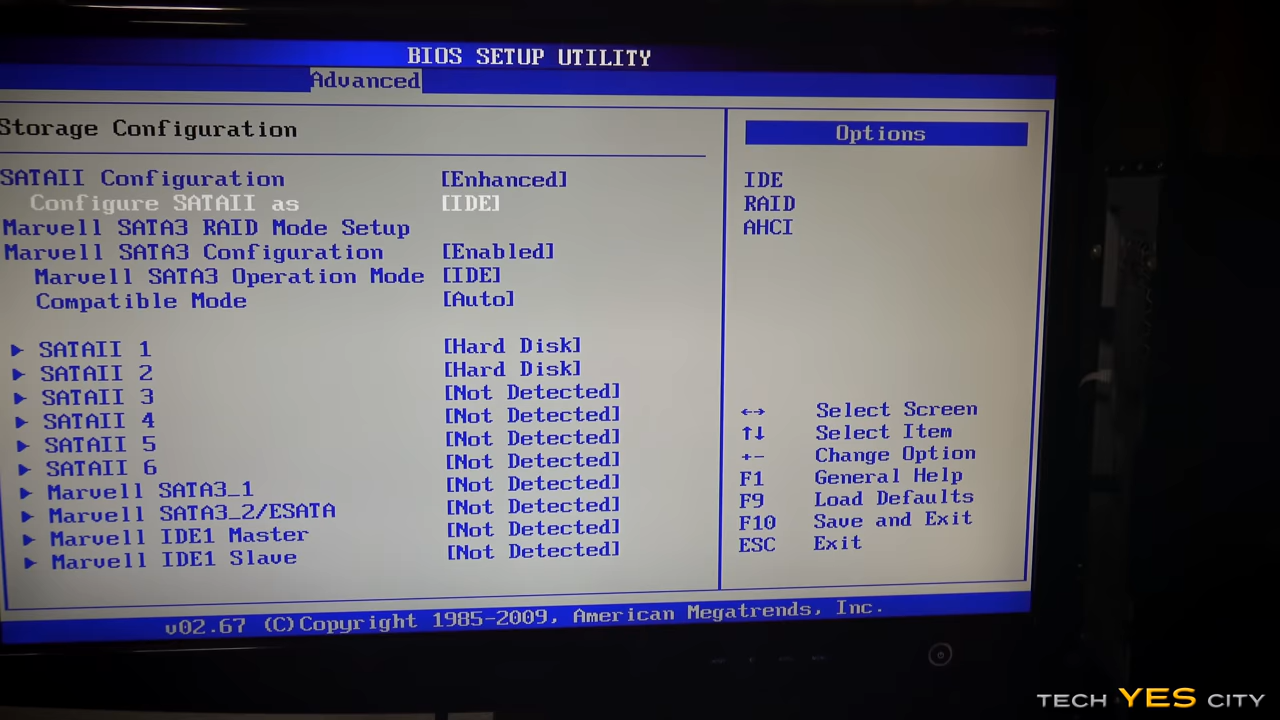 BIOS SETUP UTILITY
Advanced
Storage Configuration
SATAII Configuration [Enhanced]
Configure SATAII as [IDE]
Marvell SATA3 RAID Mode Setup
Marvell SATA3 Configuration [Enabled]
Marvell SATA3 Operation Mode [IDE]
Compatible Mode [Auto]
SATAII 1 [Hard Disk]
SATAII 2 [Hard Disk]
SATAII 3 [Not Detected]
SATAII 4 [Not Detected]
SATAII 5 [Not Detected]
SATAII 6 [Not Detected]
Marvell SATA3_1 [Not Detected]
Marvell SATA3_2/ESATA [Not Detected]
Marvell IDE1 Master [Not Detected]
Marvell IDE1 Slave [Not Detected]
Options
IDE
RAID
AHCI
↔ Select Screen
↑↓ Select Item
+- Change Option
F1 General Help
F9 Load Defaults
F10 Save and Exit
ESC Exit
v02.67 (C)Copyright 1985-2009, American Megatrends, Inc.
TECH YES CITY